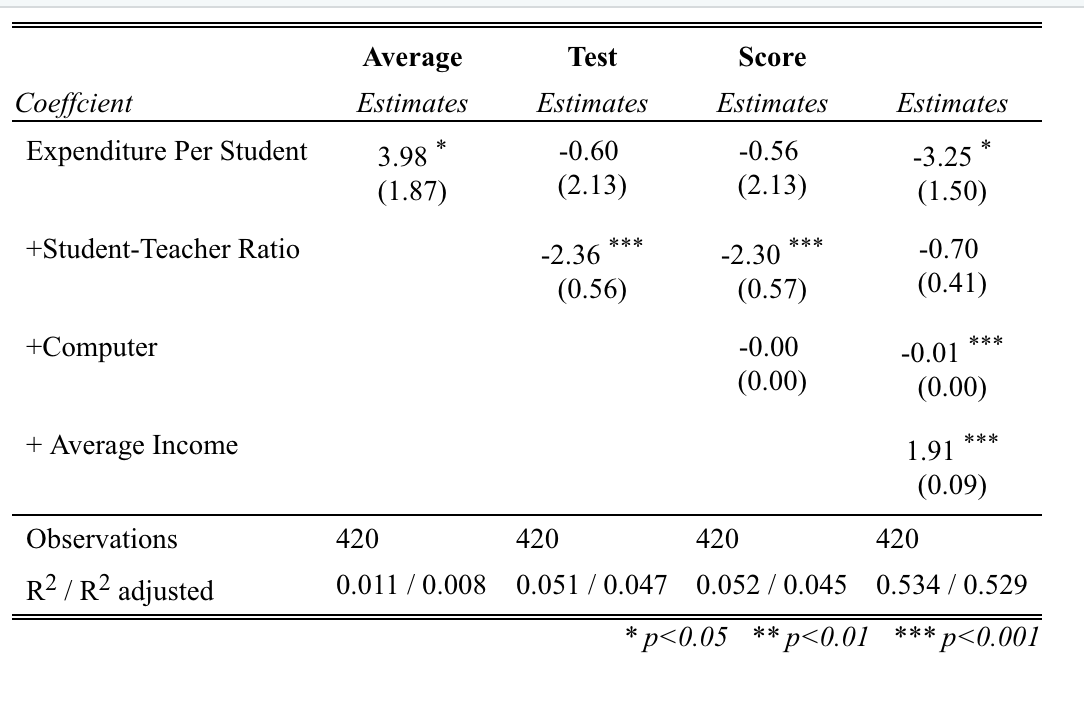 Average Test Score
Coeffcient Estimates Estimates Estimates Estimates
Expenditure Per Student 3.98 * -0.60 -0.56 -3.25 *
(1.87) (2.13) (2.13) (1.50)
+Student-Teacher Ratio -2.36 *** -2.30 *** -0.70
(0.56) (0.57) (0.41)
+Computer -0.00 -0.01 ***
(0.00) (0.00)
+ Average Income 1.91 ***
(0.09)
Observations 420 420 420 420
R2 / R2 adjusted 0.011 / 0.008 0.051 / 0.047 0.052 / 0.045 0.534 / 0.529
* p<0.05 ** p<0.01 *** p<0.001